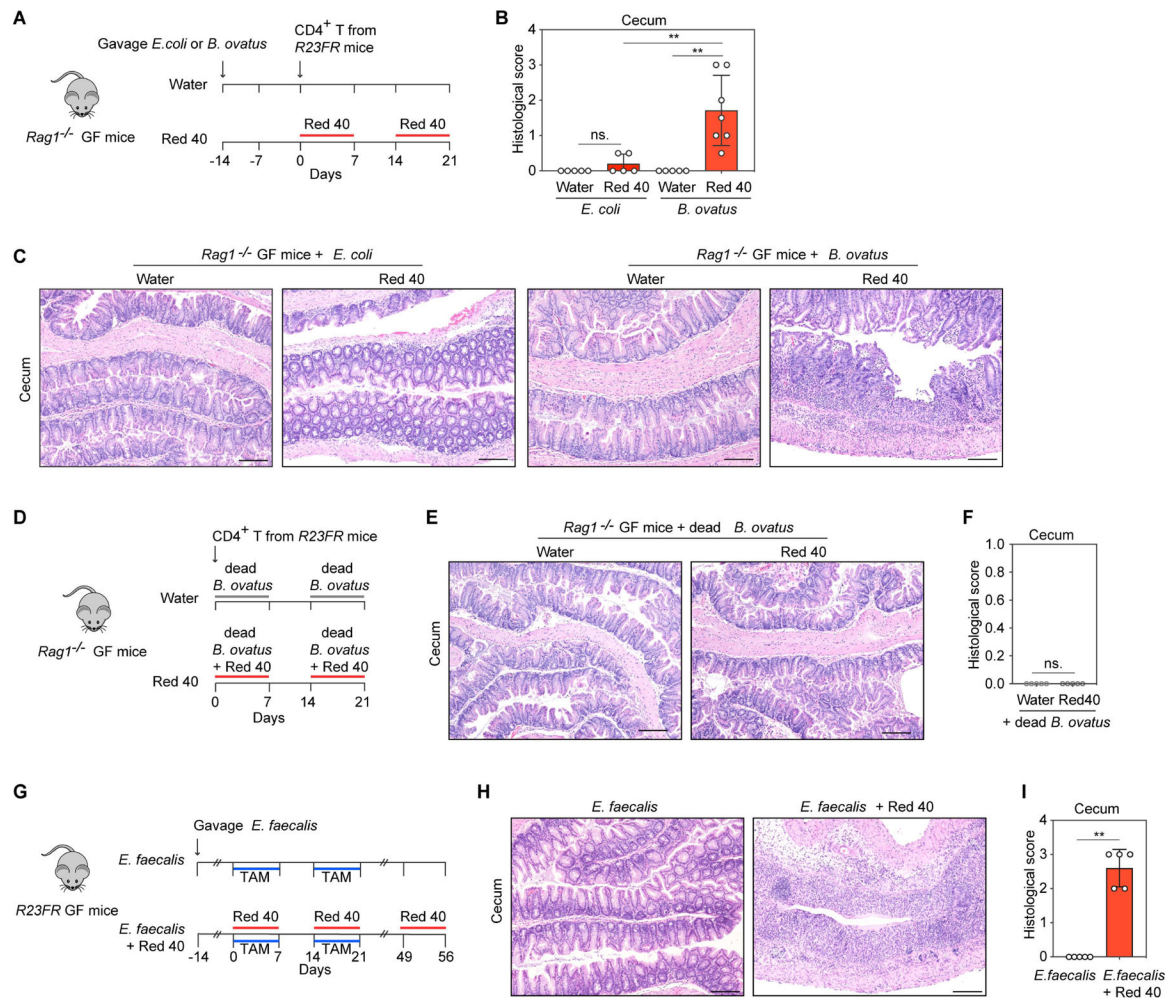 A
Gavage E.coli or B. ovatus
CD4+ T from
R23FR mice
Water
Rag1-/- GF mice
Red 40
Red 40
Red 40
-14
-7
0
7
14
21
Days
B
Cecum
Histological score
4
3
2
1
0
ns.
**
**
Water Red 40 Water Red 40
E. coli
B. ovatus
C
Rag1 -/- GF mice + E. coli
Rag1 -/- GF mice + B. ovatus
Water
Red 40
Water
Red 40
Cecum
D
CD4+ T from R23FR mice
dead
B. ovatus
dead
B. ovatus
Water
Rag1-/- GF mice
dead
B. ovatus
+ Red 40
dead
B. ovatus
+ Red 40
Red 40
0
7
14
21
Days
E
Rag1 -/- GF mice + dead B. ovatus
Water
Red 40
Cecum
F
Cecum
Histological score
1.0
0.8
0.6
0.4
0.2
0.0
ns.
Water Red40
+ dead B. ovatus
G
Gavage E. faecalis
E. faecalis
TAM
TAM
R23FR GF mice
Red 40
Red 40
Red 40
E. faecalis
+ Red 40
TAM
TAM
-14
0
7
14
21
49
56
Days
H
E. faecalis
E. faecalis + Red 40
Cecum
I
Cecum
Histological score
4
3
2
1
0
**
E.faecalis
E.faecalis
+ Red 40